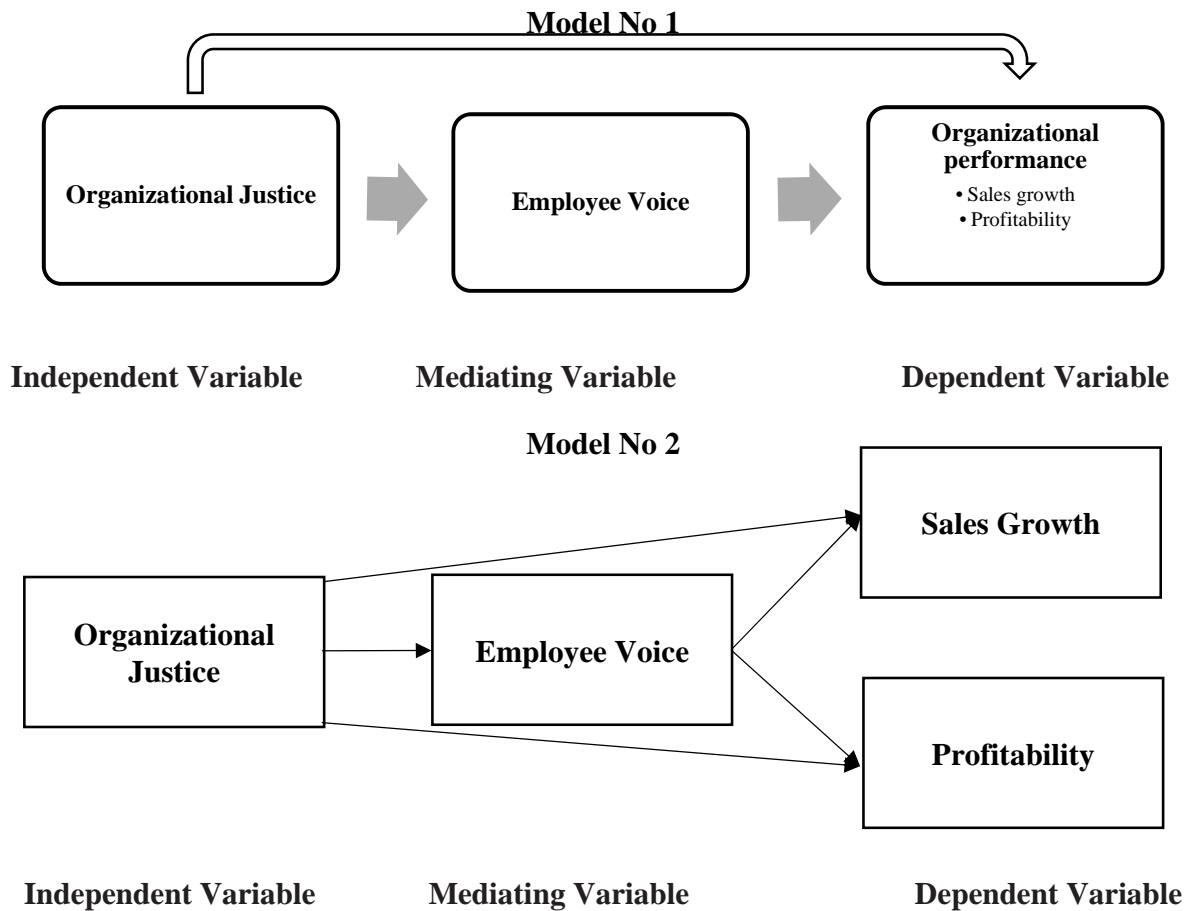 Model No 1
Organizational Justice
Employee Voice
Organizational
performance
• Sales growth
• Profitability
Independent Variable
Mediating Variable
Dependent Variable
Model No 2
Sales Growth
Organizational
Justice
Employee Voice
Profitability
Independent Variable
Mediating Variable
Dependent Variable